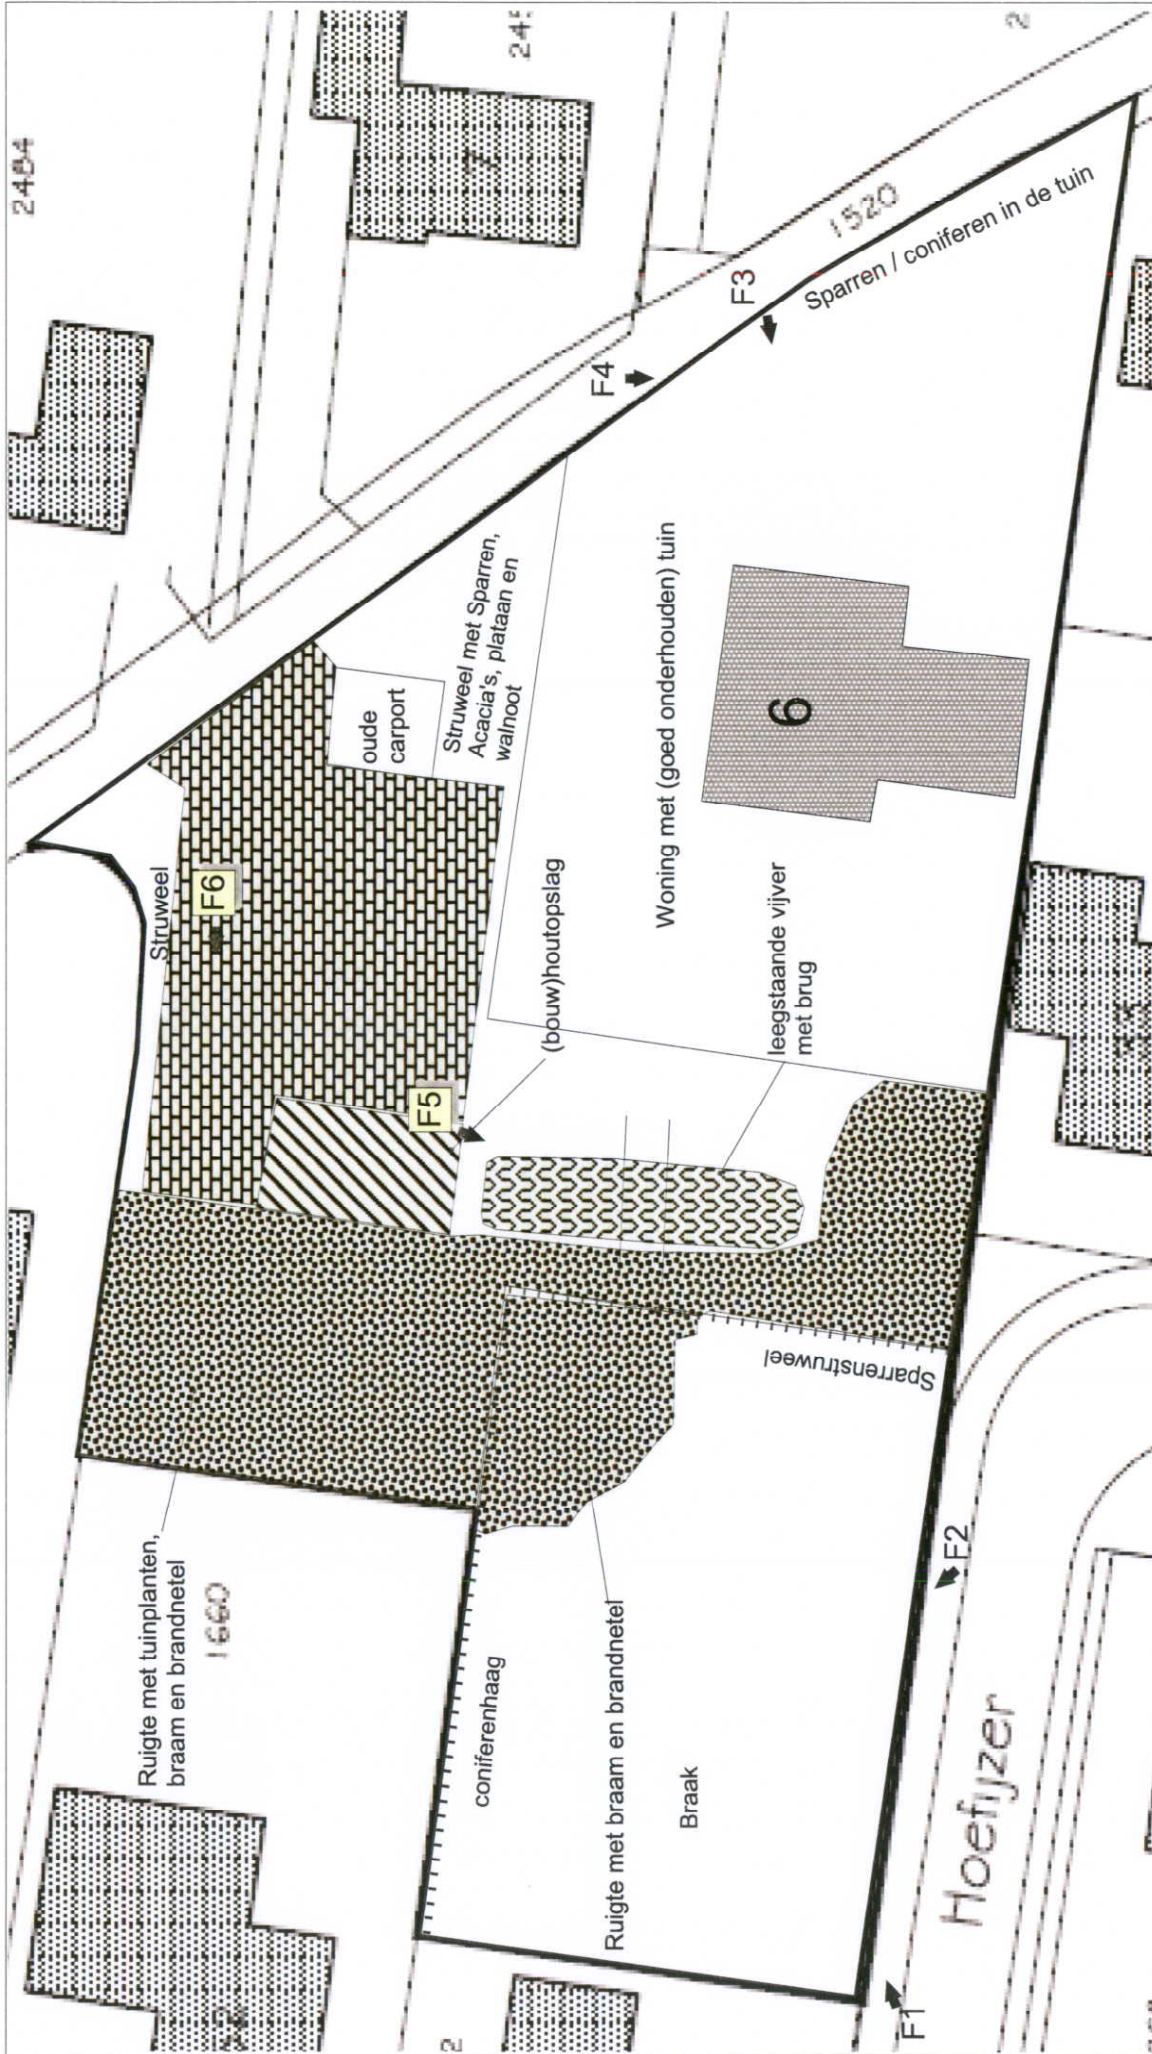 2484
245
2
7
1520
Sparren / coniferen in de tuin
F3
F4
Struweel met Sparren,
Acacia's, plataan en
walnoot
oude
carport
Woning met (goed onderhouden) tuin
6
Struweel
F6
(bouw)houtopslag
leegstaande vijver
met brug
F5
Sparrenstruweel
Ruigte met tuinplanten,
braam en brandnetel
1660
coniferenhaag
Ruigte met braam en brandnetel
Braak
F2
Hoefijzer
F1
2